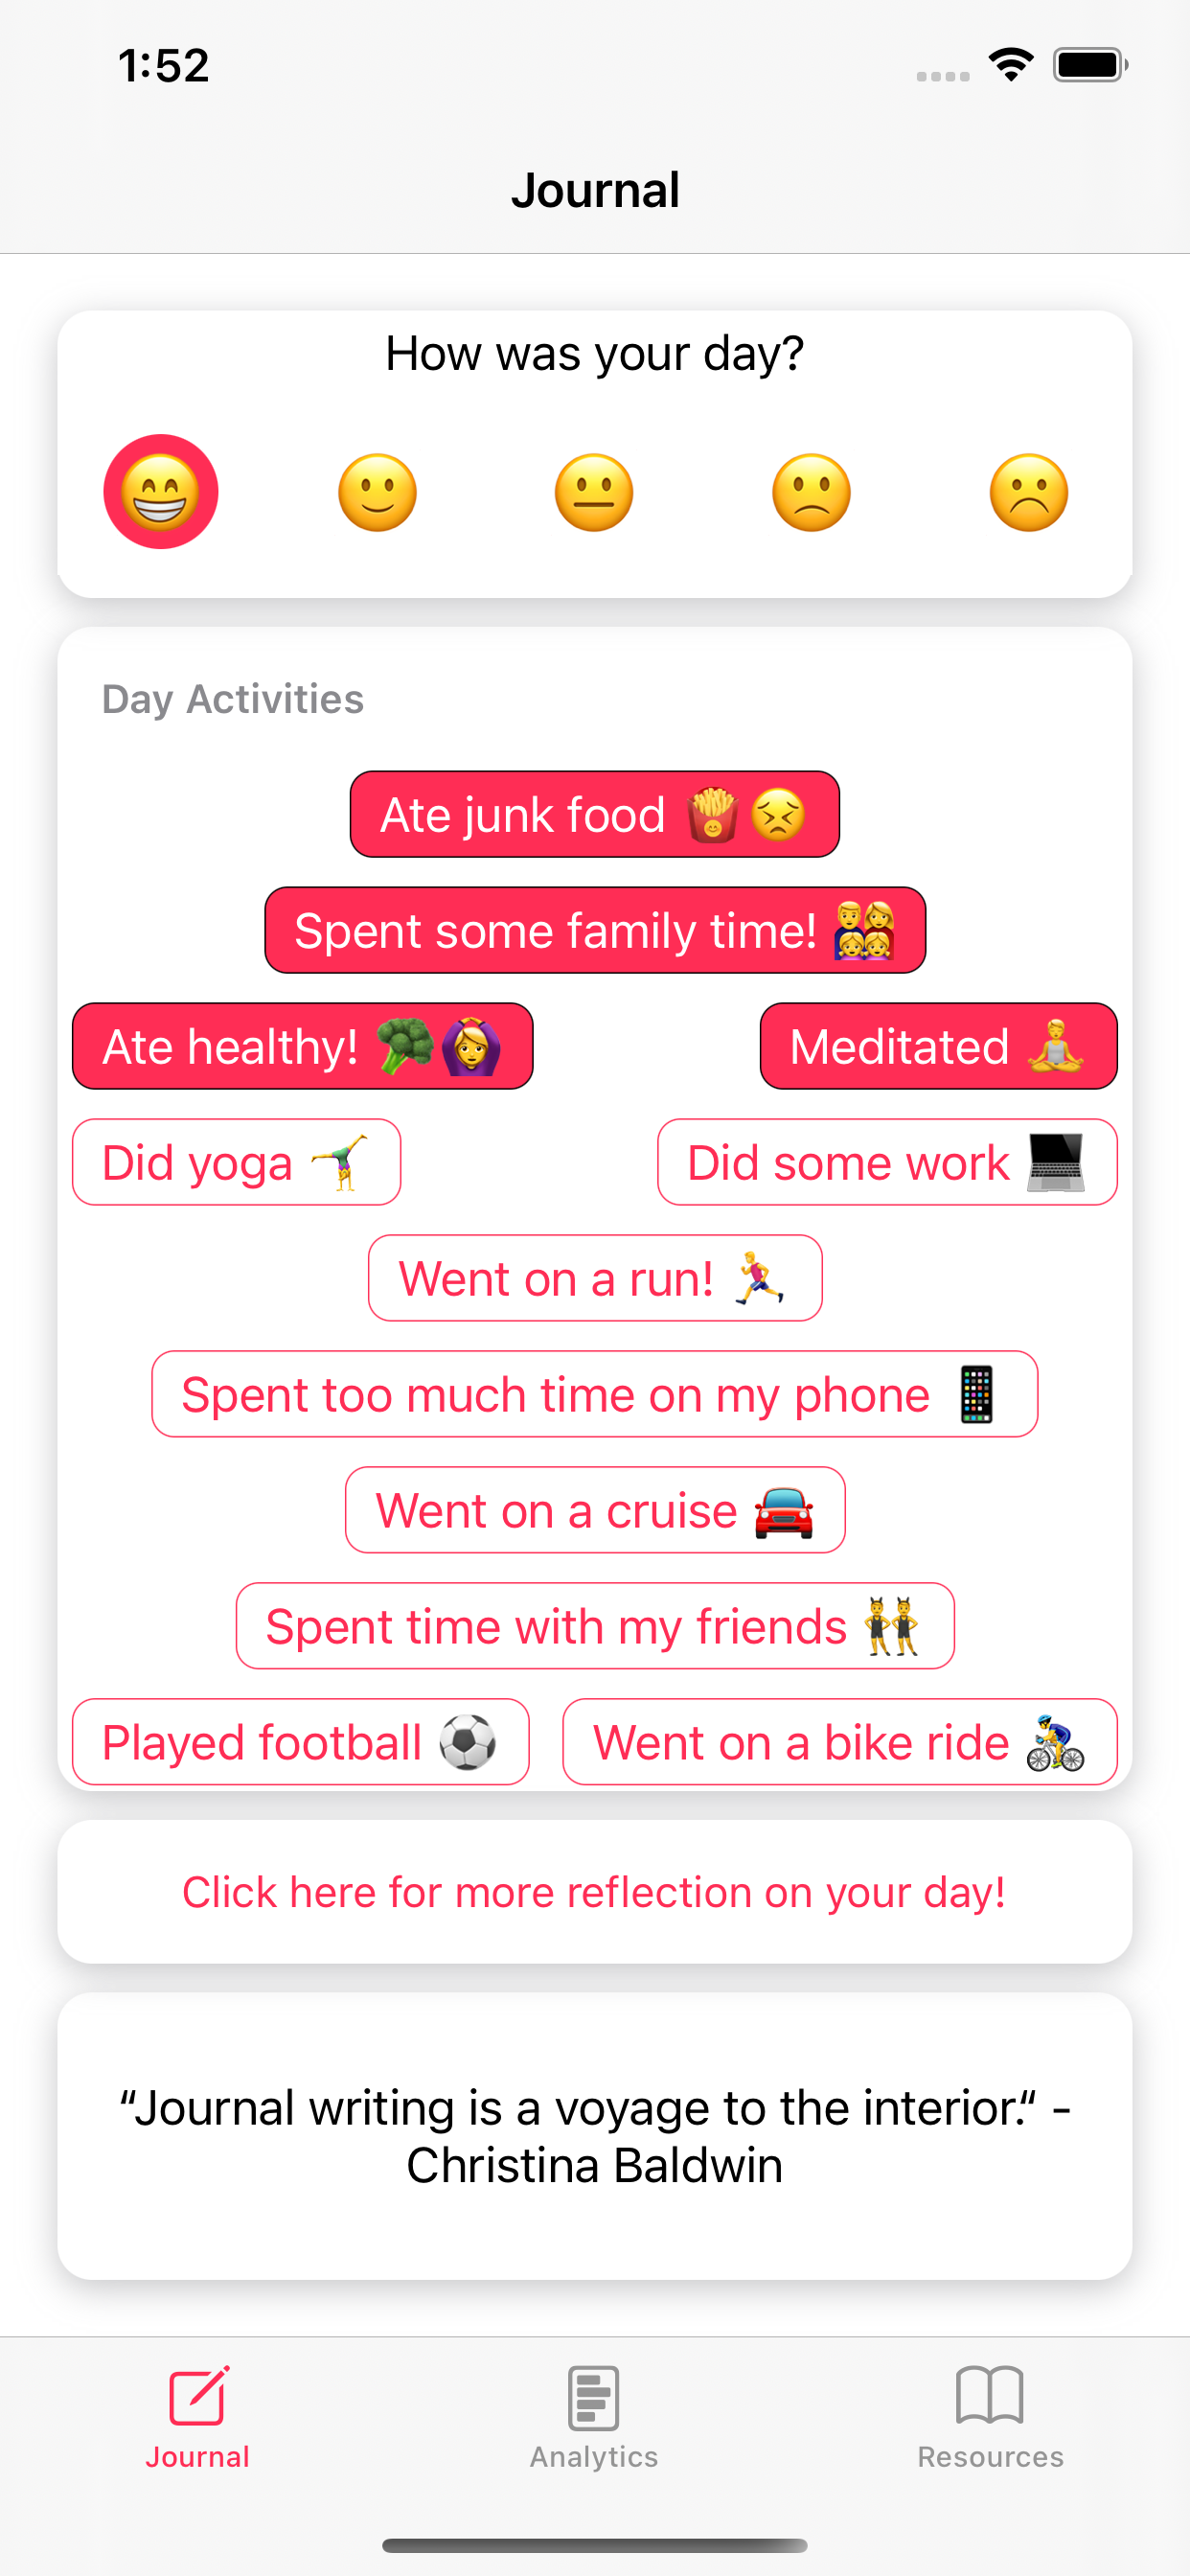 1:52
Journal
How was your day?
😁 🙂 😐 🙁 ☹️
Day Activities
Ate junk food 🍟😣
Spent some family time! 👨‍👩‍👧‍👧
Ate healthy! 🥦🙆‍♀️ Meditated 🧘
Did yoga 🤸 Did some work 💻
Went on a run! 🏃
Spent too much time on my phone 📱
Went on a cruise 🚘
Spent time with my friends 👯
Played football ⚽ Went on a bike ride 🚴
Click here for more reflection on your day!
“Journal writing is a voyage to the interior.“ -
Christina Baldwin
Journal Analytics Resources